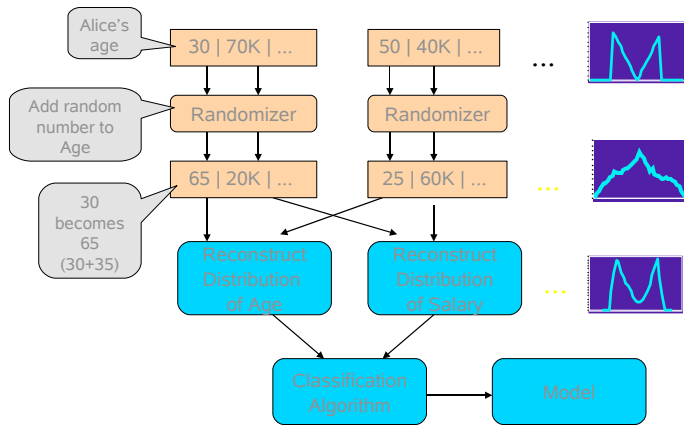 Alice's
age
30 | 70K | ...
50 | 40K | ...
...
Add random
number to
Age
Randomizer
Randomizer
30
becomes
65
(30+35)
65 | 20K | ...
25 | 60K | ...
...
Reconstruct
Distribution
of Age
Reconstruct
Distribution
of Salary
...
Classification
Algorithm
Model